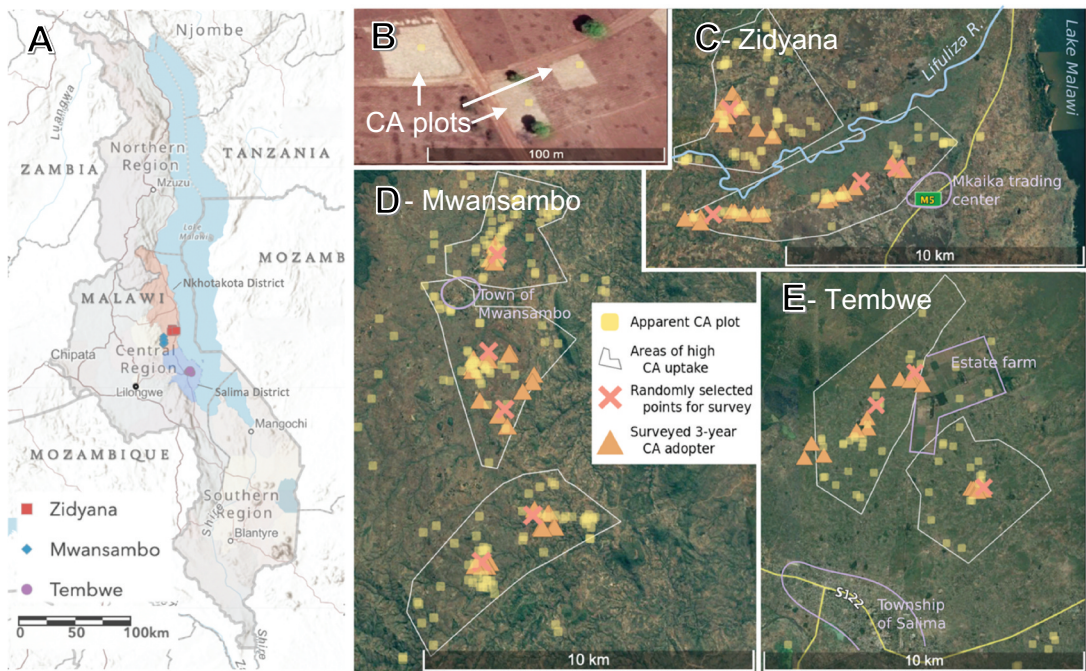 A
Njombe
Luangwa
ZAMBIA
Northern
Region
Mzuzu
TANZANIA
Lake
Malawi
MOZAMB
Nkhotakota District
MALAWI
Chipata
Central
Region
Lilongwe
Salima District
Mangochi
MOZAMBIQUE
Southern
Region
Shire
Blantyre
Shire
Zidyana
Mwansambo
Tembwe
0 50 100km
B
CA plots
100 m
C - Zidyana
Lifuliza R.
Lake Malawi
Mkaika trading
center
M5
10 km
D - Mwansambo
Town of
Mwansambo
10 km
Apparent CA plot
Areas of high
CA uptake
Randomly selected
points for survey
Surveyed 3-year
CA adopter
E - Tembwe
Estate farm
S122
Township
of Salima
10 km